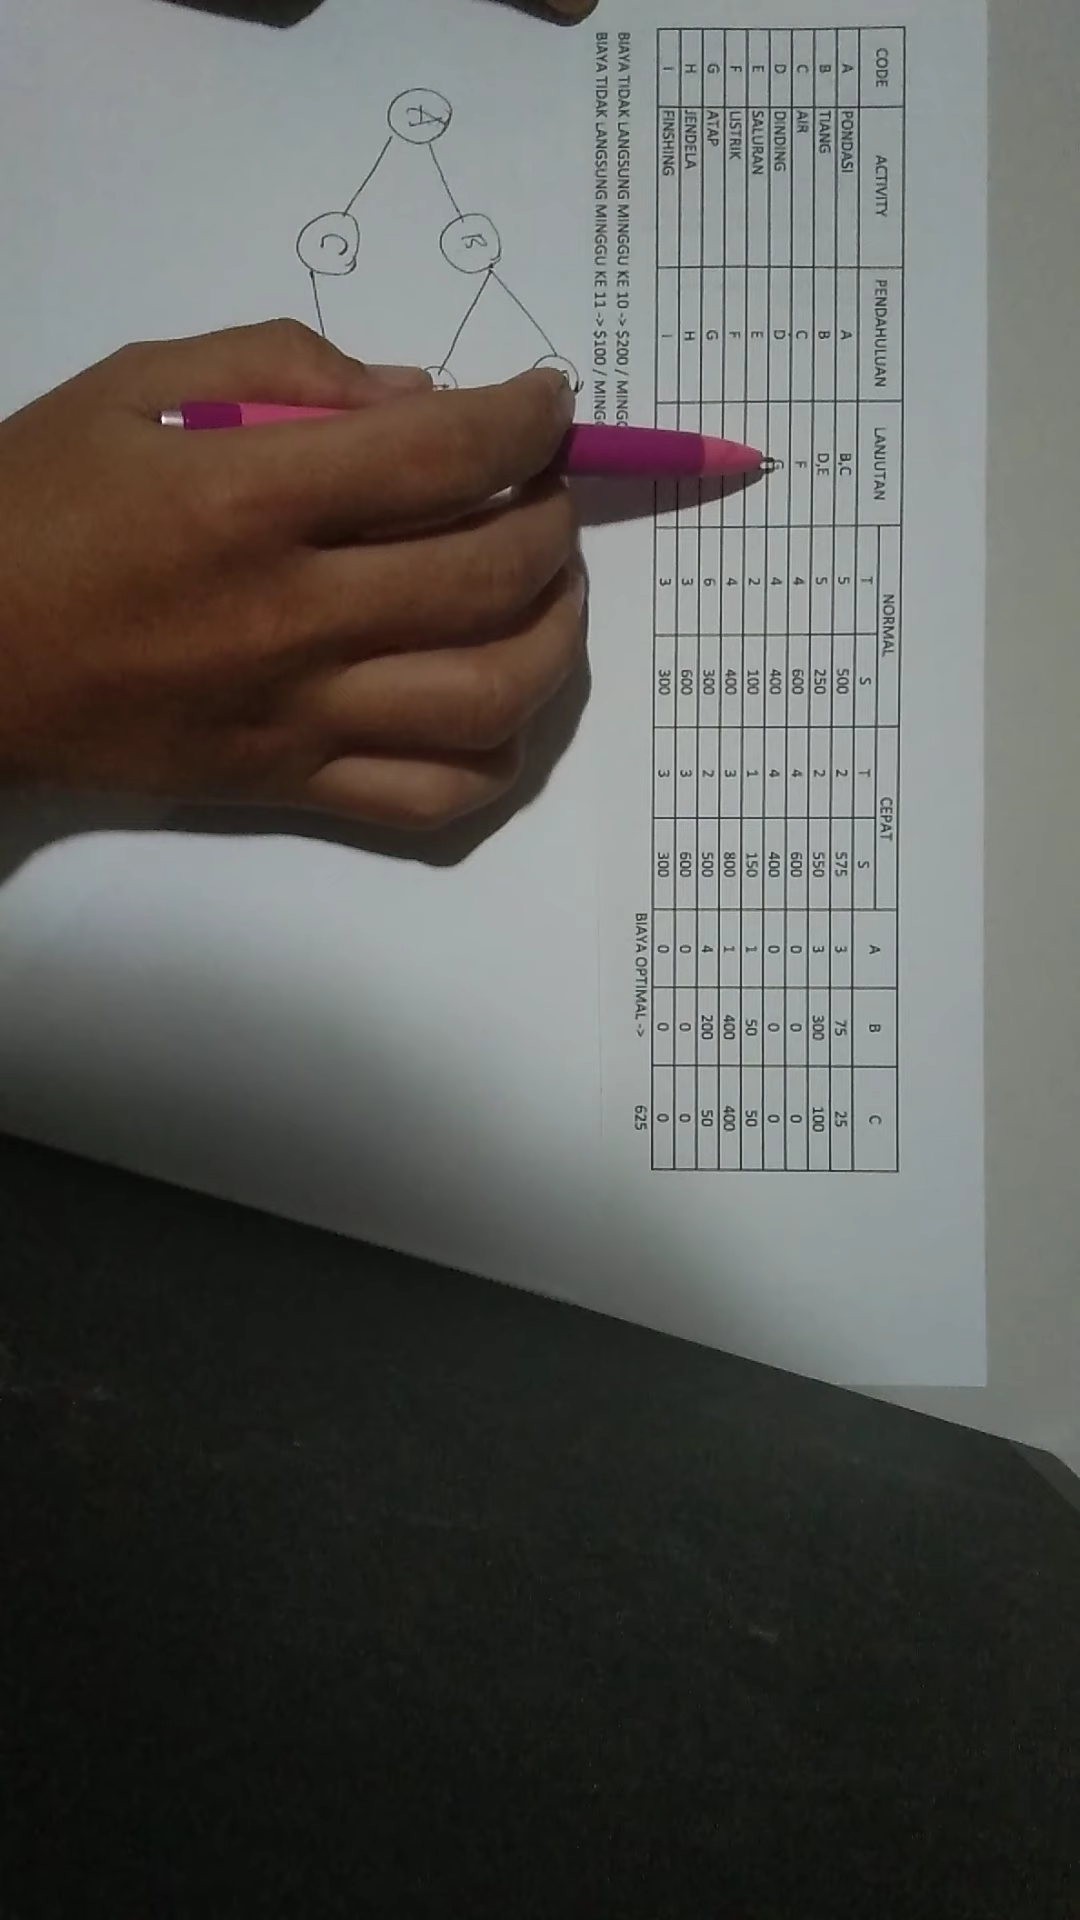 CODE ACTIVITY PENDAHULUAN LANJUTAN NORMAL CEPAT A B C
T S T S
A PONDASI A B,C 5 500 2 575 3 75 25
B TIANG B D,E 5 250 2 550 3 300 100
C AIR C F 4 600 4 600 0 0 0
D DINDING D G 4 400 4 400 0 0 0
E SALURAN E 2 100 1 150 1 50 50
F LISTRIK F 4 400 3 800 1 400 400
G ATAP G 6 300 2 500 4 200 50
H JENDELA H 3 600 3 600 0 0 0
I FINSHING I 3 300 3 300 0 0 0
BIAYA OPTIMAL -> 625
BIAYA TIDAK LANGSUNG MINGGU KE 10 -> $200 /
BIAYA TIDAK LANGSUNG MINGGU KE 11 -> $100 /
B
A
C